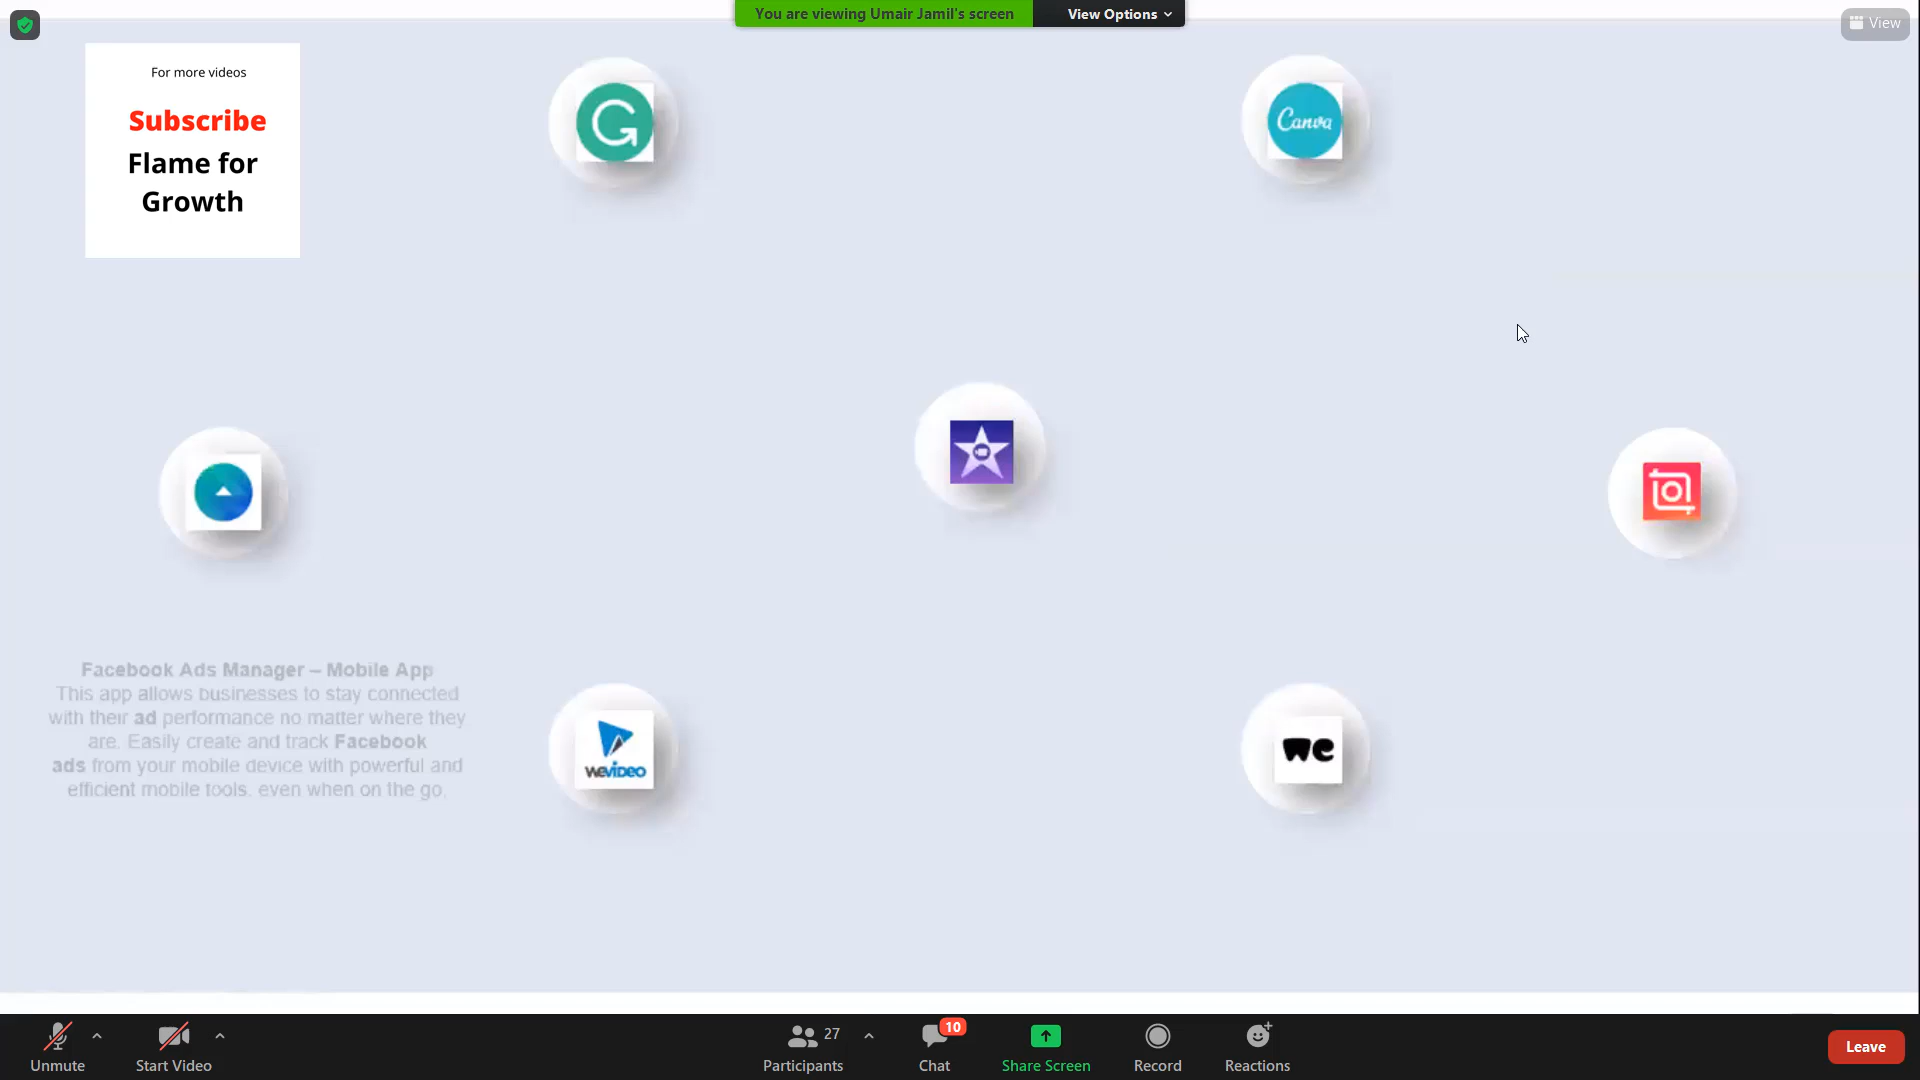 You are viewing Umair Jamil's screen
View Options
View
For more videos
Subscribe
Flame for
Growth
Canva
Facebook Ads Manager – Mobile App
This app allows businesses to stay connected
with their ad performance no matter where they
are. Easily create and track Facebook
ads from your mobile device with powerful and
efficient mobile tools. even when on the go.
WeVIDEO
we
Unmute
Start Video
27
Participants
10
Chat
Share Screen
Record
Reactions
Leave